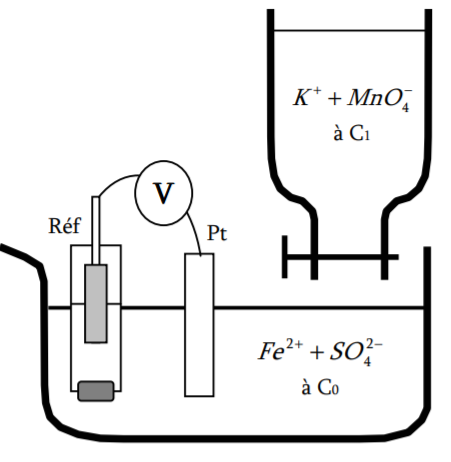 K⁺ + MnO₄⁻
à C₁
V
Réf
Pt
Fe²⁺ + SO₄²⁻
à C₀